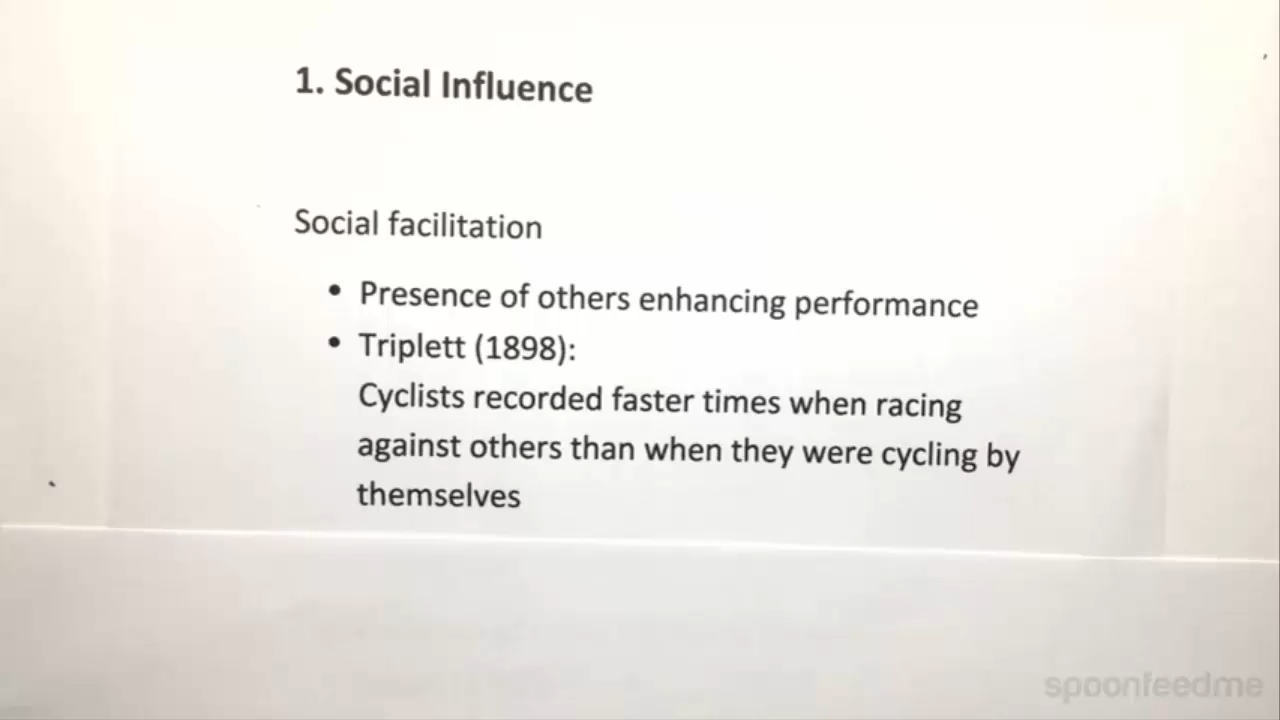 1. Social Influence
Social facilitation
• Presence of others enhancing performance
• Triplett (1898):
Cyclists recorded faster times when racing
against others than when they were cycling by
themselves
spoonfeedme